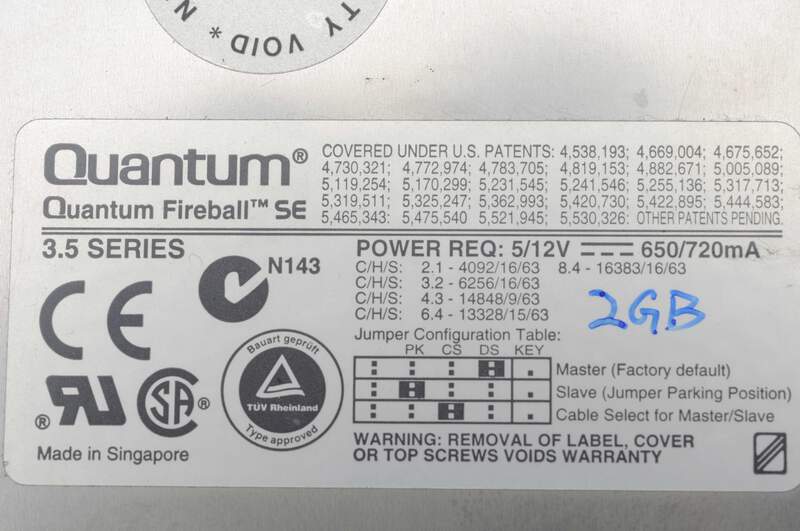 TY VOID * N
Quantum®
Quantum Fireball™ SE
COVERED UNDER U.S. PATENTS: 4,538,193; 4,669,004; 4,675,652;
4,730,321; 4,772,974; 4,783,705; 4,819,153; 4,882,671; 5,005,089;
5,119,254; 5,170,299; 5,231,545; 5,241,546; 5,255,136; 5,317,713;
5,319,511; 5,325,247; 5,362,993; 5,420,730; 5,422,895; 5,444,583;
5,465,343; 5,475,540 5,521,945; 5,530,326; OTHER PATENTS PENDING.
3.5 SERIES
N143
CE
Bauart geprüft
TÜV Rheinland
Type approved
® UR SA ®
Made in Singapore
POWER REQ: 5/12V 650/720mA
C/H/S: 2.1 - 4092/16/63 8.4 - 16383/16/63
C/H/S: 3.2 - 6256/16/63
C/H/S: 4.3 - 14848/9/63
C/H/S: 6.4 - 13328/15/63
2GB
Jumper Configuration Table:
PK CS DS KEY
Master (Factory default)
Slave (Jumper Parking Position)
Cable Select for Master/Slave
WARNING: REMOVAL OF LABEL, COVER
OR TOP SCREWS VOIDS WARRANTY